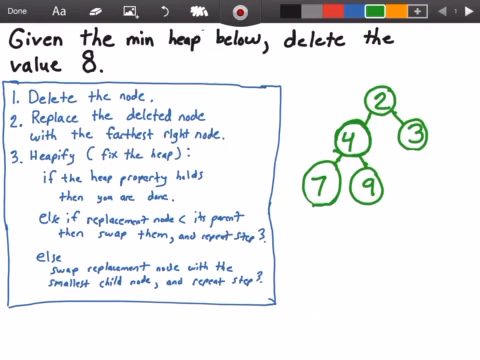 Done Aa 1
Given the min heap below, delete the
value 8.
1. Delete the node.
2. Replace the deleted node
with the farthest right node.
3. Heapify (fix the heap):
if the heap property holds
then you are done.
else if replacement node < its parent
then swap them, and repeat step 3.
else
swap replacement node with the
smallest child node, and repeat step 3.
2
4 3
7 9